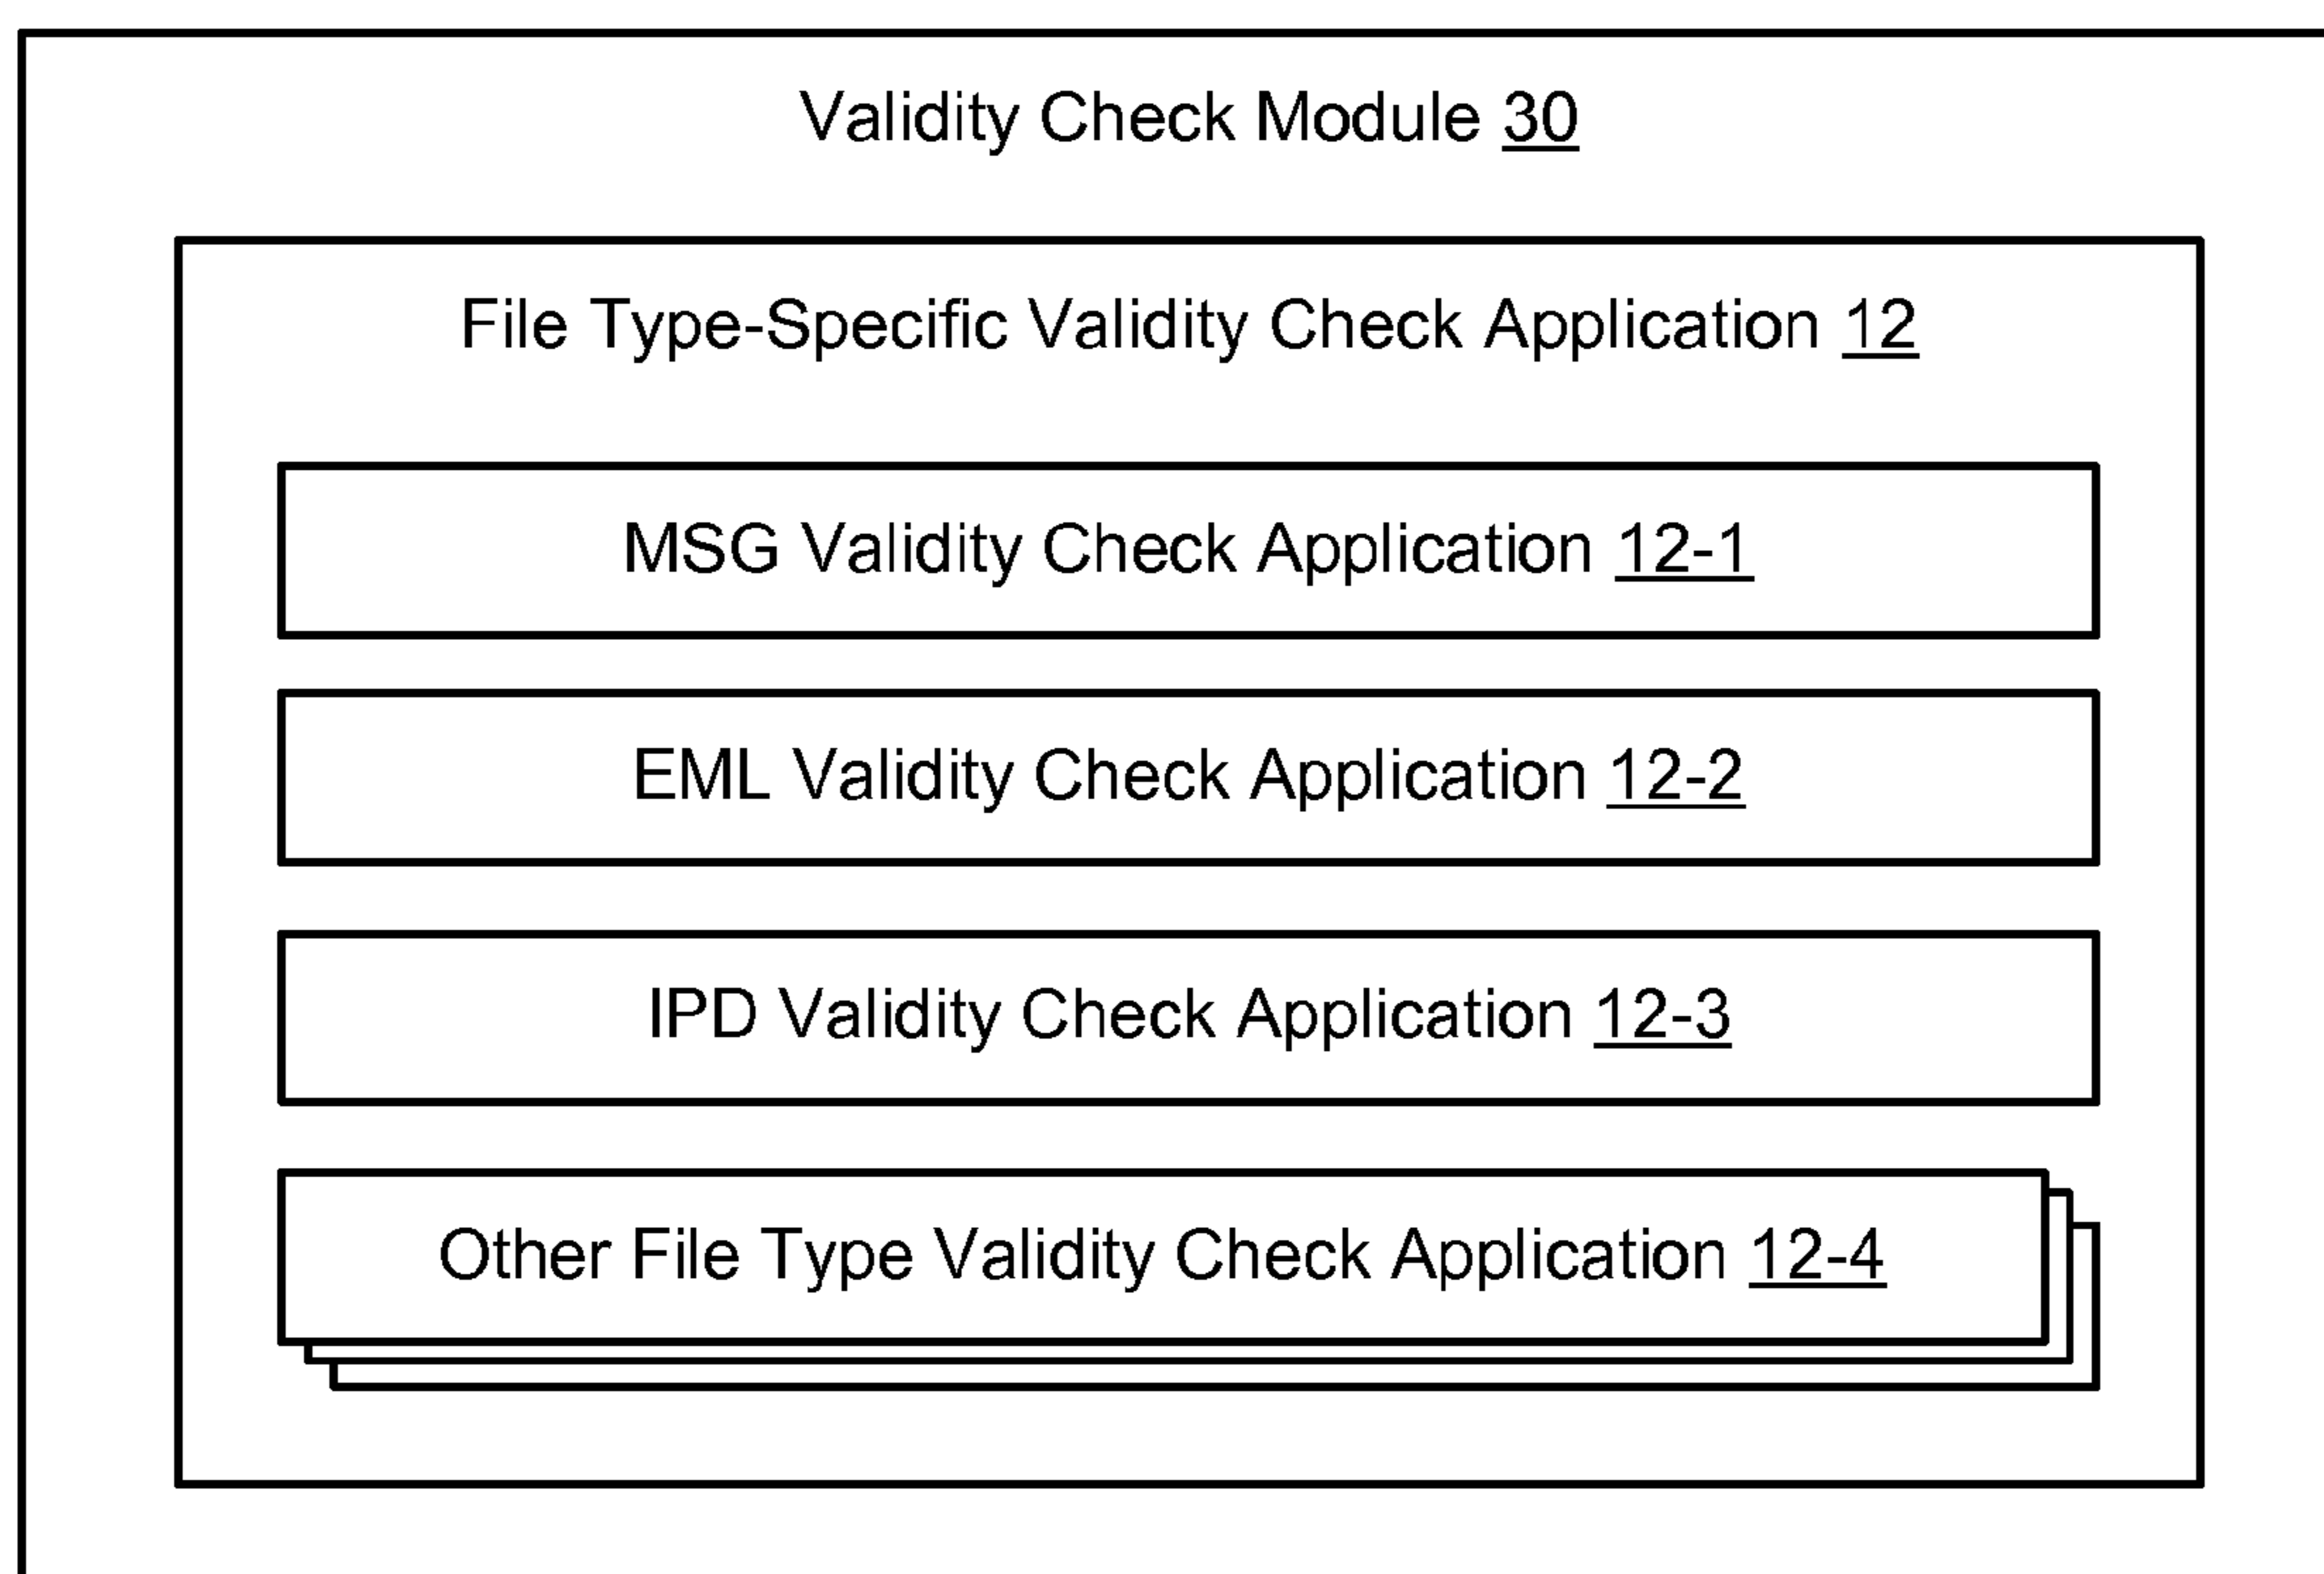 Validity Check Module 30
File Type-Specific Validity Check Application 12
MSG Validity Check Application 12-1
EML Validity Check Application 12-2
IPD Validity Check Application 12-3
Other File Type Validity Check Application 12-4